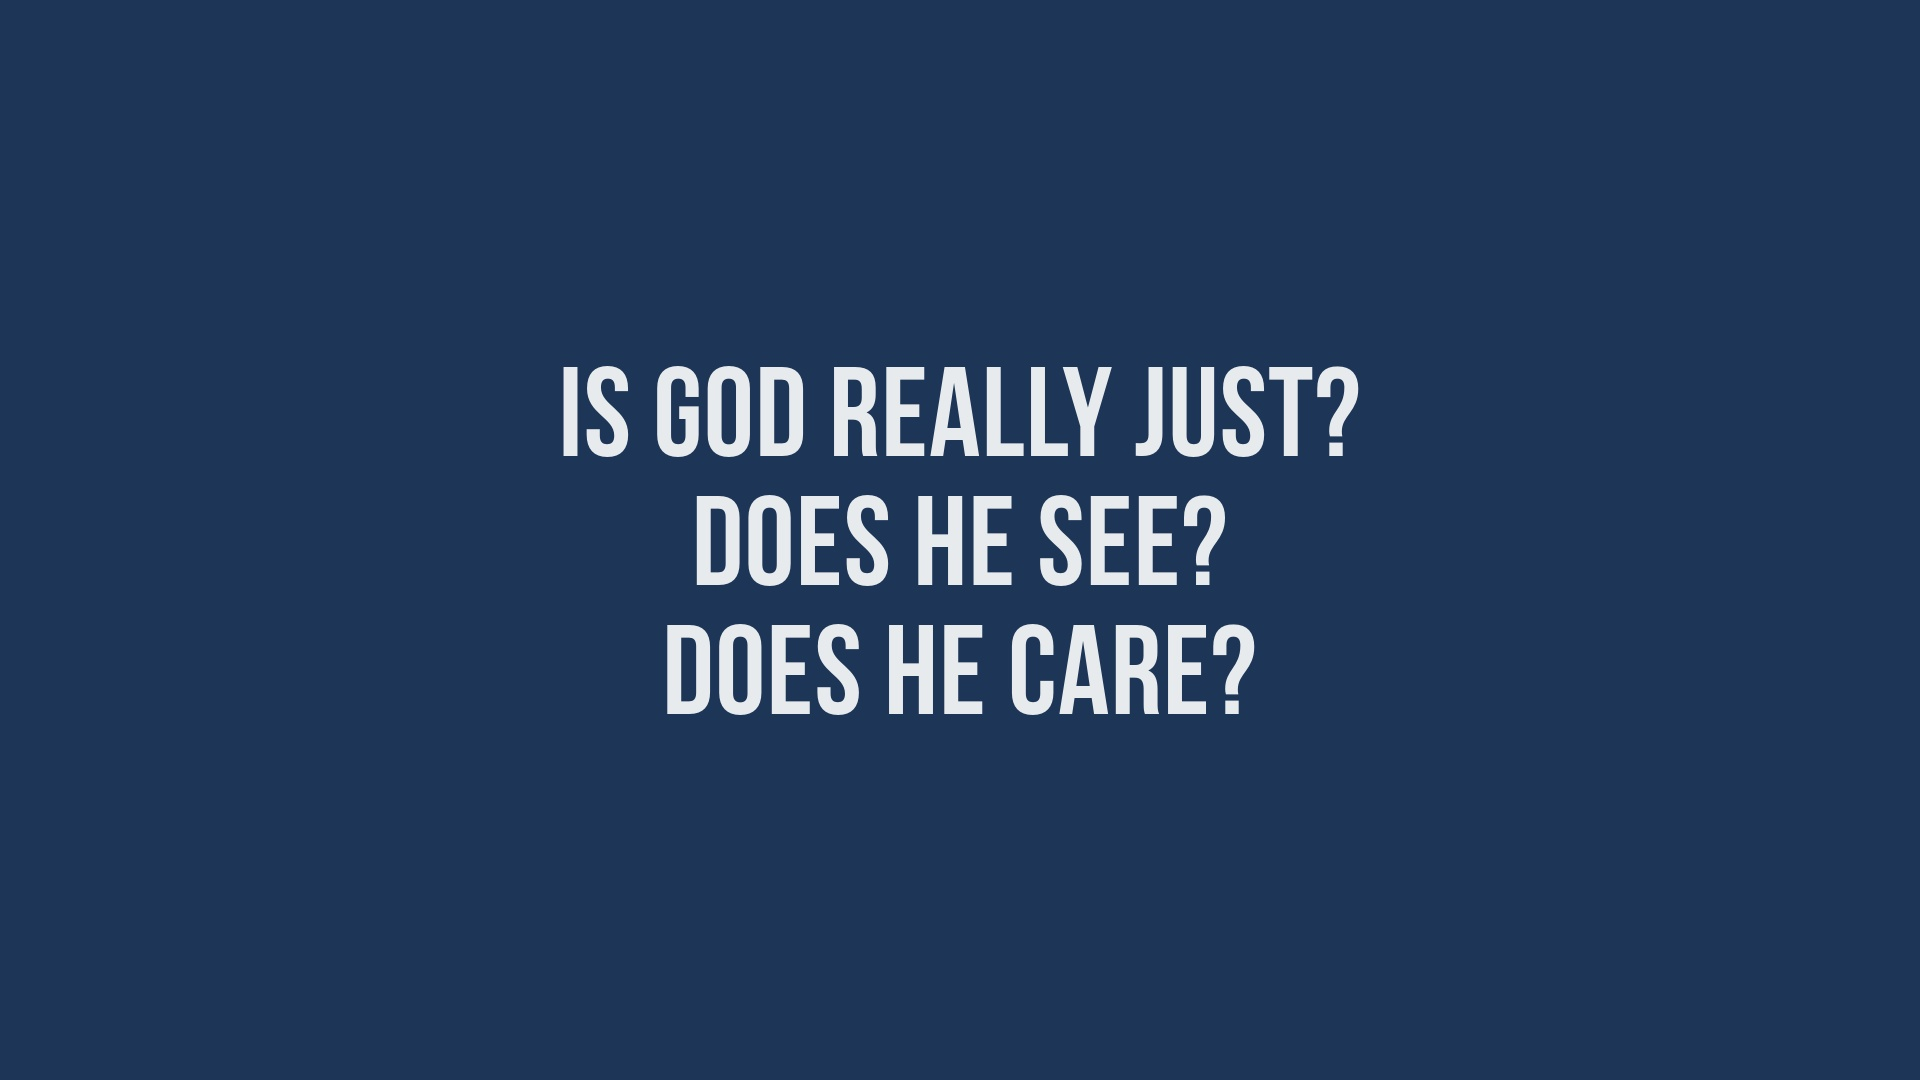 IS GOD REALLY JUST?
DOES HE SEE?
DOES HE CARE?